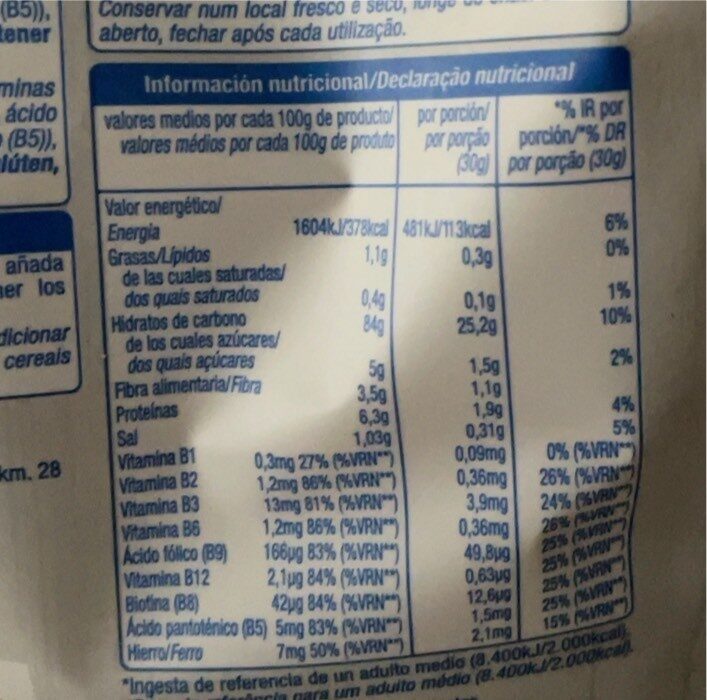 (B5)),
tener
minas
ácido
(B5)),
glúten,
añada
los
dicionar
cereais
km. 28
Conservar num local fresco e seco,
aberto, fechar após cada utilização.
Información nutricional/Declaração nutricional
valores medios por cada 100g de producto/ por porción/ *% IR por
valores médios por cada 100g de produto por porção porción/*% DR
(30g) por porção (30g)
Valor energético/
Energia 1604kJ/378kcal 481kJ/113kcal 6%
Grasas/Lípidos 1,1g 0,3g 0%
de las cuales saturadas/
dos quais saturados 0,4g 0,1g 1%
Hidratos de carbono 84g 25,2g 10%
de los cuales azúcares/
dos quais açúcares 5g 1,5g 2%
Fibra alimentaria/Fibra 3,5g 1,1g
Proteínas 6,3g 1,9g 4%
Sal 1,03g 0,31g 5%
Vitamina B1 0,3mg 27% (%VRN**) 0,09mg 0% (%VRN**)
Vitamina B2 1,2mg 86% (%VRN**) 0,36mg 26% (%VRN**)
Vitamina B3 13mg 81% (%VRN**) 3,9mg 24% (%VRN**)
Vitamina B6 1,2mg 86% (%VRN**) 0,36mg 26% (%VRN**)
Ácido fólico (B9) 166µg 83% (%VRN**) 49,8µg 25% (%VRN**)
Vitamina B12 2,1µg 84% (%VRN**) 0,63µg 25% (%VRN**)
Biotina (B8) 42µg 84% (%VRN**) 12,6µg 25% (%VRN**)
Ácido pantoténico (B5) 5mg 83% (%VRN**) 1,5mg 25% (%VRN**)
Hierro/Ferro 7mg 50% (%VRN**) 2,1mg 15% (%VRN**)
*Ingesta de referencia de un adulto medio (8.400kJ/2.000kcal).
para um adulto médio (8.400kJ/2.000kcal).